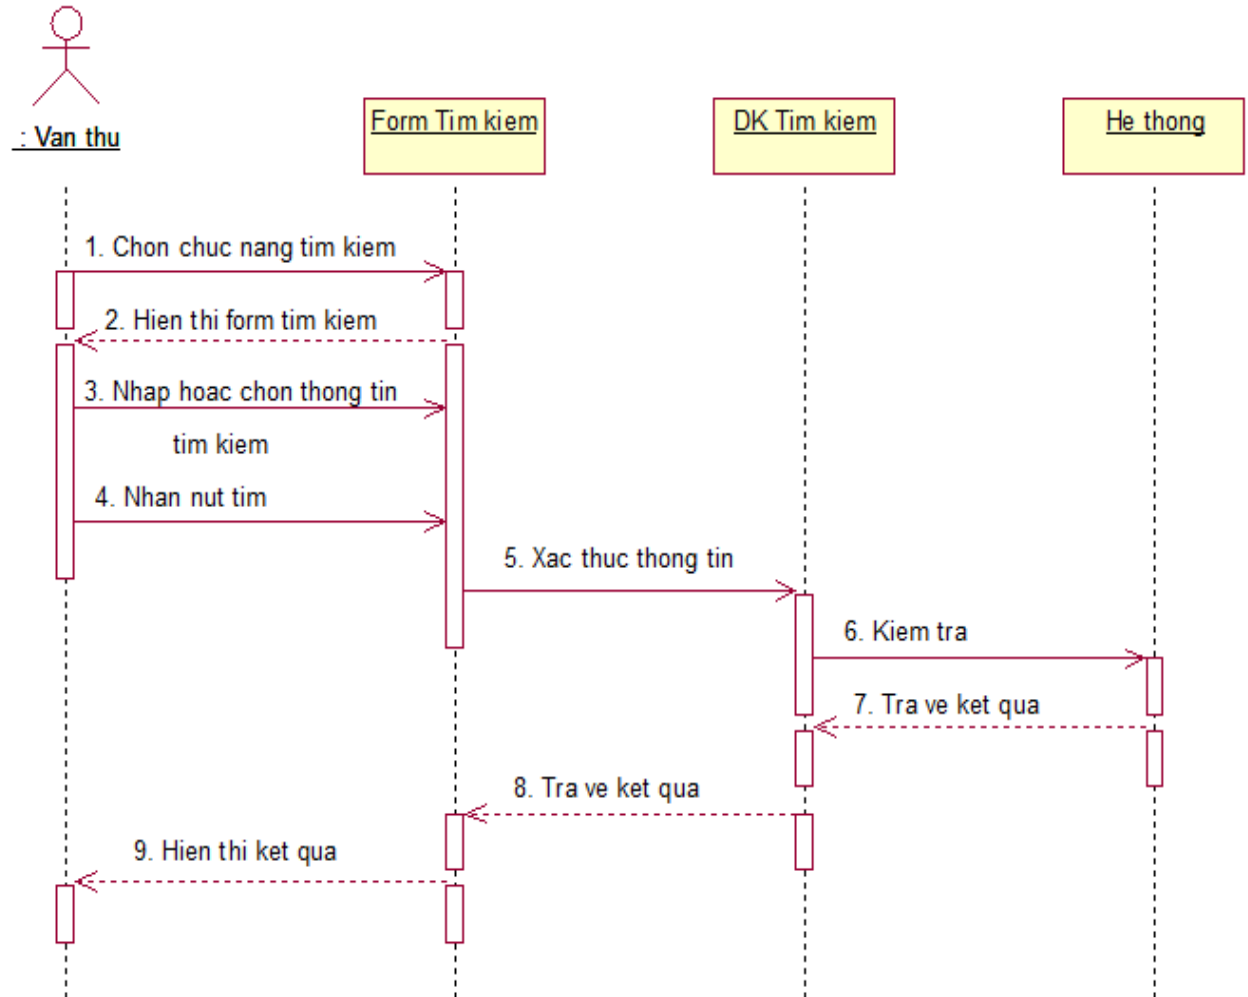 : Van thu
Form Tim kiem
DK Tim kiem
He thong
1. Chon chuc nang tim kiem
2. Hien thi form tim kiem
3. Nhap hoac chon thong tin
tim kiem
4. Nhan nut tim
5. Xac thuc thong tin
6. Kiem tra
7. Tra ve ket qua
8. Tra ve ket qua
9. Hien thi ket qua